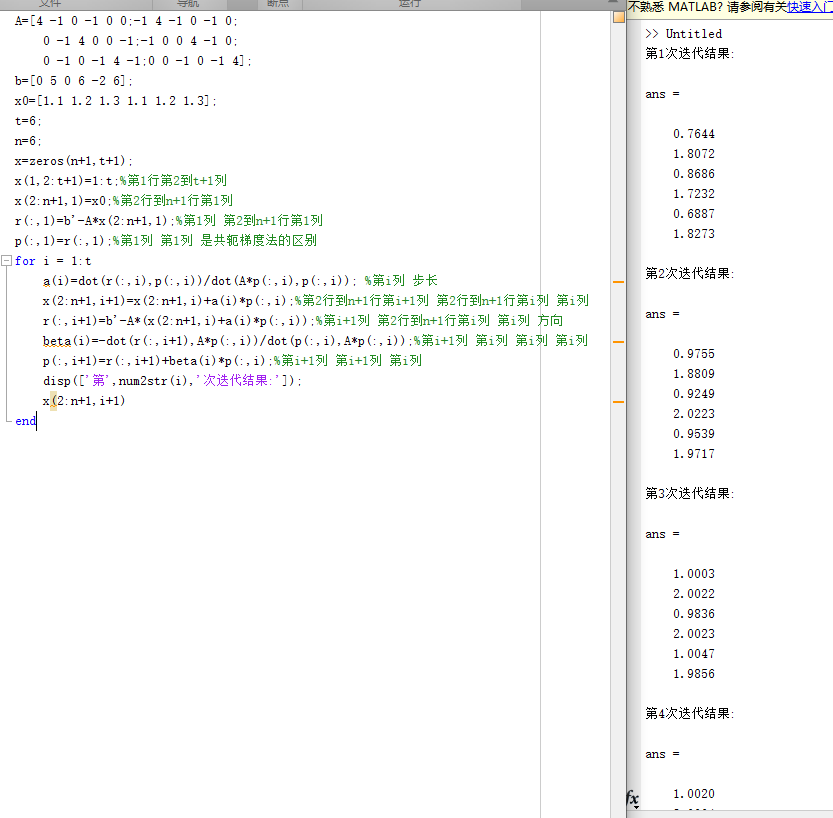 文件
导航
断点
运行
A=[4 -1 0 -1 0 0;-1 4 -1 0 -1 0;
0 -1 4 0 0 -1;-1 0 0 4 -1 0;
0 -1 0 -1 4 -1;0 0 -1 0 -1 4];
b=[0 5 0 6 -2 6];
x0=[1.1 1.2 1.3 1.1 1.2 1.3];
t=6;
n=6;
x=zeros(n+1,t+1);
x(1,2:t+1)=1:t;%第1行第2到t+1列
x(2:n+1,1)=x0;%第2行到n+1行第1列
r(:,1)=b'-A*x(2:n+1,1);%第1列 第2到n+1行第1列
p(:,1)=r(:,1);%第1列 第1列 是共轭梯度法的区别
for i = 1:t
a(i)=dot(r(:,i),p(:,i))/dot(A*p(:,i),p(:,i)); %第i列 步长
x(2:n+1,i+1)=x(2:n+1,i)+a(i)*p(:,i);%第2行到n+1行第i+1列 第2行到n+1行第i列 第i列
r(:,i+1)=b'-A*(x(2:n+1,i)+a(i)*p(:,i));%第i+1列 第2行到n+1行第i列 第i列 方向
beta(i)=-dot(r(:,i+1),A*p(:,i))/dot(p(:,i),A*p(:,i));%第i+1列 第i列 第i列 第i列
p(:,i+1)=r(:,i+1)+beta(i)*p(:,i);%第i+1列 第i+1列 第i列
disp(['第',num2str(i),'次迭代结果:']);
x(2:n+1,i+1)
end
不熟悉 MATLAB? 请参阅有关快速入门
>> Untitled
第1次迭代结果:
ans =
0.7644
1.8072
0.8686
1.7232
0.6887
1.8273
第2次迭代结果:
ans =
0.9755
1.8809
0.9249
2.0223
0.9539
1.9717
第3次迭代结果:
ans =
1.0003
2.0022
0.9836
2.0023
1.0047
1.9856
第4次迭代结果:
ans =
1.0020
fx